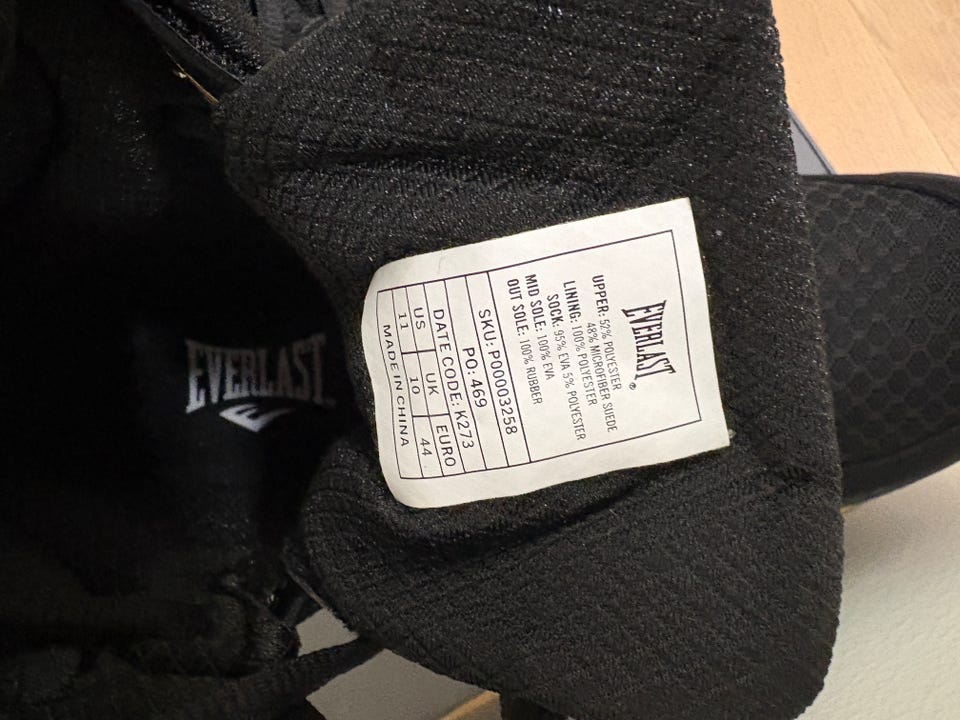 EVERLAST®
UPPER: 52% POLYESTER
48% MICROFIBER SUEDE
LINING: 100% POLYESTER
SOCK: 95% EVA 5% POLYESTER
MID SOLE: 100% EVA
OUT SOLE: 100% RUBBER
SKU: P00003258
PO: 469
DATE CODE: K273
US UK EURO
11 10 44
MADE IN CHINA
EVERLAST